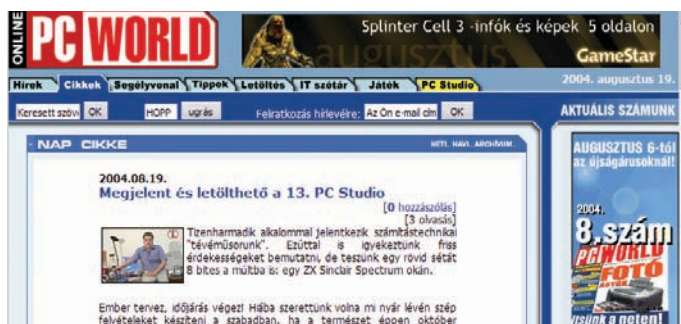 ONLINE
PC WORLD
Splinter Cell 3 -infók és képek 5 oldalon
augusztus
GameStar
Hírek Cikkek Segélyvonal Tippek Letöltés IT szótár Játék PC Studio
2004. augusztus 19.
Keresett szöv OK HOPP ugrás Feliratkozás hírlevélre: Az Ön e-mail cím OK
AKTUÁLIS SZÁMUNK
NAP CIKKE
HETI. HAVI. ARCHÍVUM.
AUGUSZTUS 6-tól
az újságárusoknál!
2004.08.19.
Megjelent és letölthető a 13. PC Studio
[0 hozzászólás]
[3 olvasás]
Tizenharmadik alkalommal jelentkezik számítástechnikai
"tévéműsorunk". Ezúttal is igyekeztünk friss
érdekességeket bemutatni, de teszünk egy rövid sétát
8 bites a múltba is: egy ZX Sinclair Spectrum okán.
2004.
8.szám
PC WORLD
FOTÓ
Ember tervez, időjárás végez! Hiába szerettünk volna mi nyár lévén szép
felvételeket készíteni a szabadban, ha a természet éppen október
a neten!